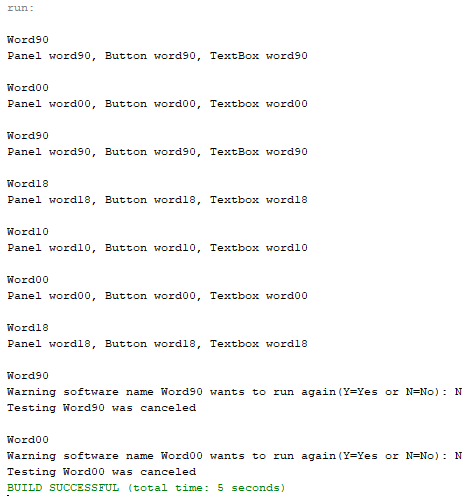 run:
Word90
Panel word90, Button word90, TextBox word90
Word00
Panel word00, Button word00, Textbox word00
Word90
Panel word90, Button word90, TextBox word90
Word18
Panel word18, Button word18, Textbox word18
Word10
Panel word10, Button word10, Textbox word10
Word00
Panel word00, Button word00, Textbox word00
Word18
Panel word18, Button word18, Textbox word18
Word90
Warning software name Word90 wants to run again(Y=Yes or N=No): N
Testing Word90 was canceled
Word00
Warning software name Word00 wants to run again(Y=Yes or N=No): N
Testing Word00 was canceled
BUILD SUCCESSFUL (total time: 5 seconds)